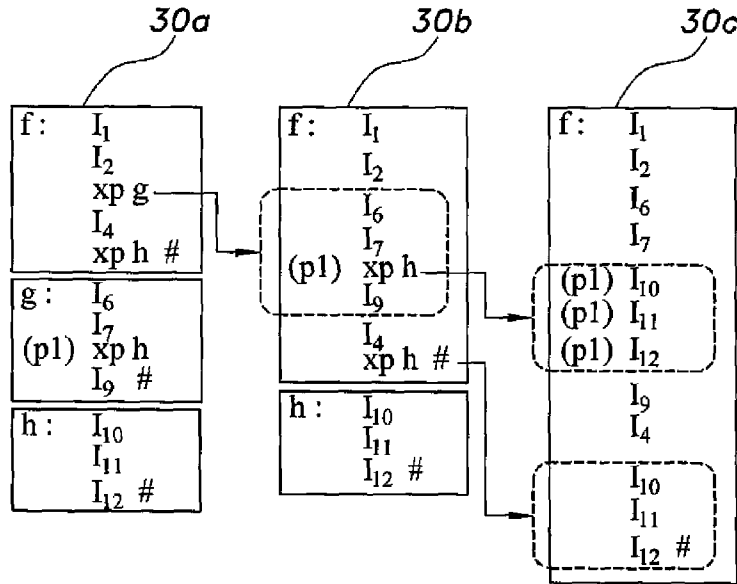 30a
30b
30c
f: I₁
I₂
xp g
I₄
xp h #
g: I₆
I₇
(p1) xp h
I₉ #
h: I₁₀
I₁₁
I₁₂ #
f: I₁
I₂
I₆
I₇
(p1) xp h
I₉
I₄
xp h #
h: I₁₀
I₁₁
I₁₂ #
f: I₁
I₂
I₆
I₇
(p1) I₁₀
(p1) I₁₁
(p1) I₁₂
I₉
I₄
I₁₀
I₁₁
I₁₂ #